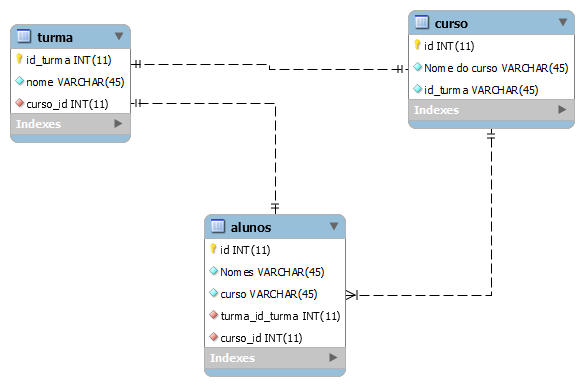 turma
id_turma INT(11)
nome VARCHAR(45)
curso_id INT(11)
Indexes
curso
id INT(11)
Nome do curso VARCHAR(45)
id_turma VARCHAR(45)
Indexes
alunos
id INT(11)
Nomes VARCHAR(45)
curso VARCHAR(45)
turma_id_turma INT(11)
curso_id INT(11)
Indexes